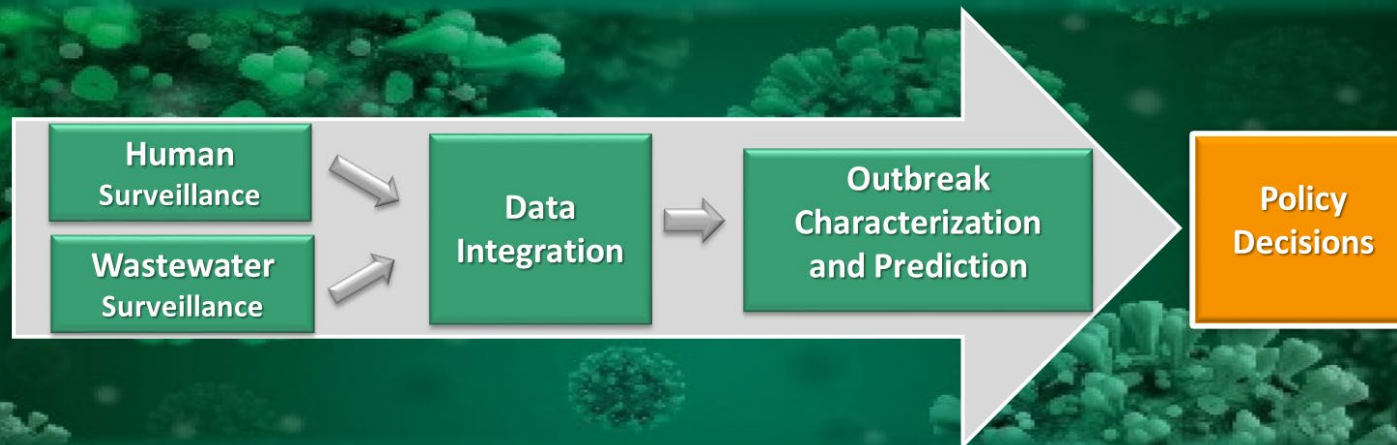 Human
Surveillance
Wastewater
Surveillance
Data
Integration
Outbreak
Characterization
and Prediction
Policy
Decisions